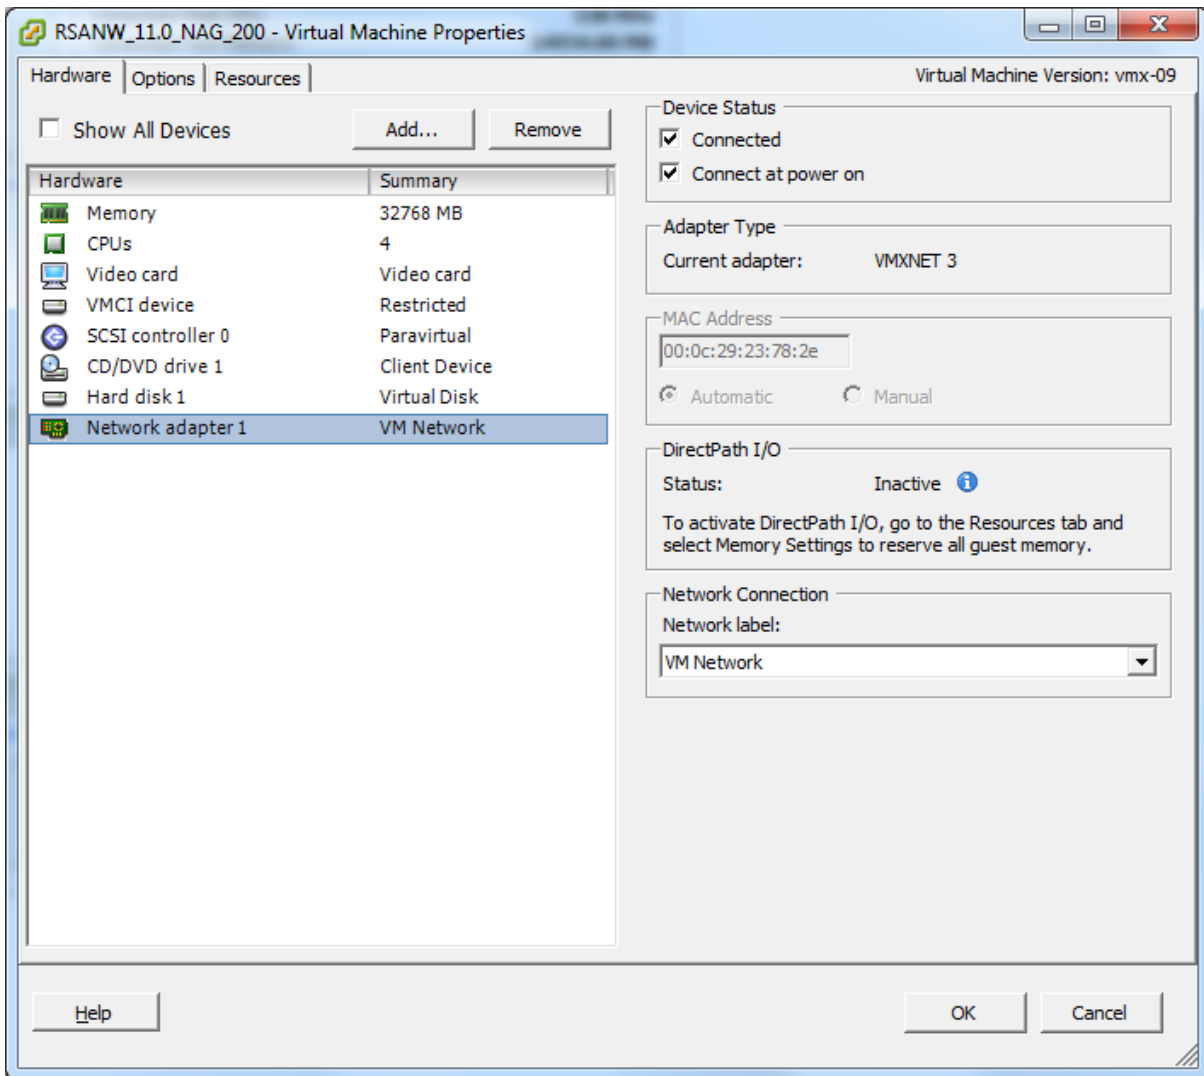 RSANW_11.0_NAG_200 - Virtual Machine Properties
Hardware Options Resources Virtual Machine Version: vmx-09
Show All Devices Add... Remove
Hardware Summary
Memory 32768 MB
CPUs 4
Video card Video card
VMCI device Restricted
SCSI controller 0 Paravirtual
CD/DVD drive 1 Client Device
Hard disk 1 Virtual Disk
Network adapter 1 VM Network
Device Status
Connected
Connect at power on
Adapter Type
Current adapter: VMXNET 3
MAC Address
00:0c:29:23:78:2e
Automatic Manual
DirectPath I/O
Status: Inactive
To activate DirectPath I/O, go to the Resources tab and
select Memory Settings to reserve all guest memory.
Network Connection
Network label:
VM Network
Help OK Cancel